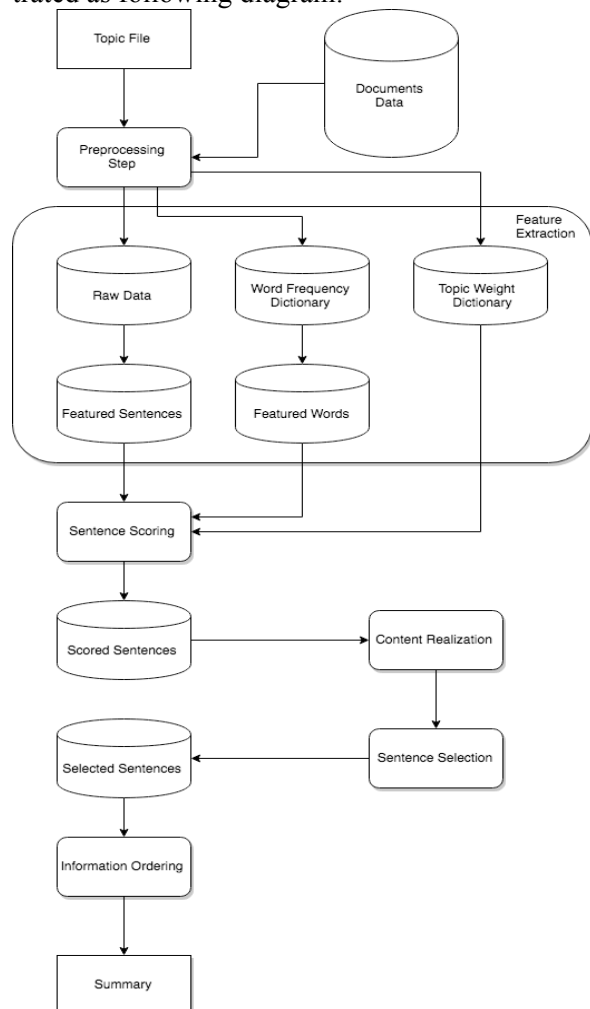 trated as following diagram:
Topic File
Documents
Data
Preprocessing
Step
Feature
Extraction
Raw Data
Word Frequency
Dictionary
Topic Weight
Dictionary
Featured Sentences
Featured Words
Sentence Scoring
Scored Sentences
Content Realization
Selected Sentences
Sentence Selection
Information Ordering
Summary